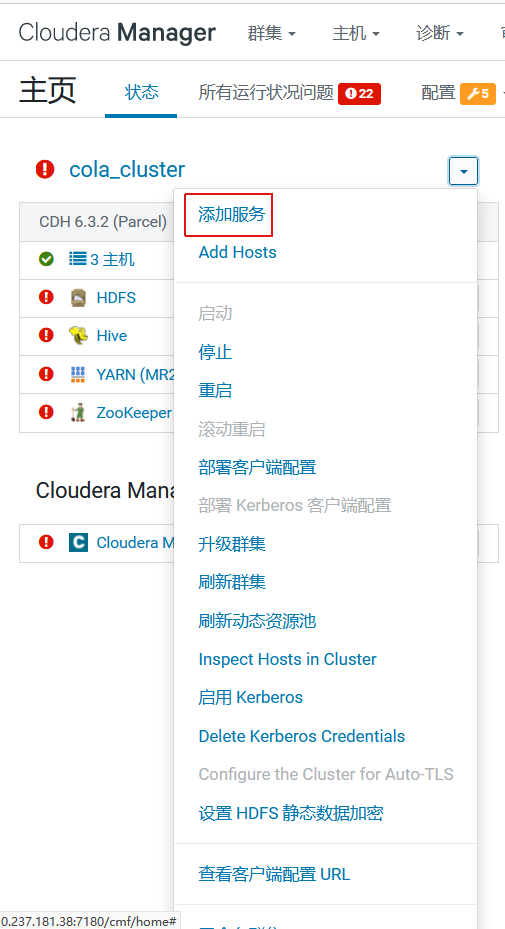 Cloudera Manager 群集 主机 诊断
主页 状态 所有运行状况问题 22 配置 5
cola_cluster
CDH 6.3.2 (Parcel)
3 主机
HDFS
Hive
YARN (MR2
ZooKeeper
Cloudera Mana
Cloudera M
添加服务
Add Hosts
启动
停止
重启
滚动重启
部署客户端配置
部署 Kerberos 客户端配置
升级群集
刷新群集
刷新动态资源池
Inspect Hosts in Cluster
启用 Kerberos
Delete Kerberos Credentials
Configure the Cluster for Auto-TLS
设置 HDFS 静态数据加密
查看客户端配置 URL
0.237.181.38:7180/cmf/home#